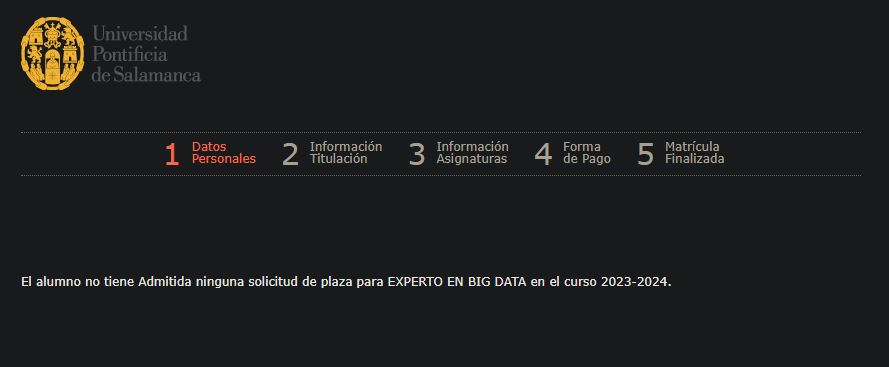 Universidad
Pontificia
de Salamanca
1 Datos
Personales
2 Información
Titulación
3 Información
Asignaturas
4 Forma
de Pago
5 Matrícula
Finalizada
El alumno no tiene Admitida ninguna solicitud de plaza para EXPERTO EN BIG DATA en el curso 2023-2024.